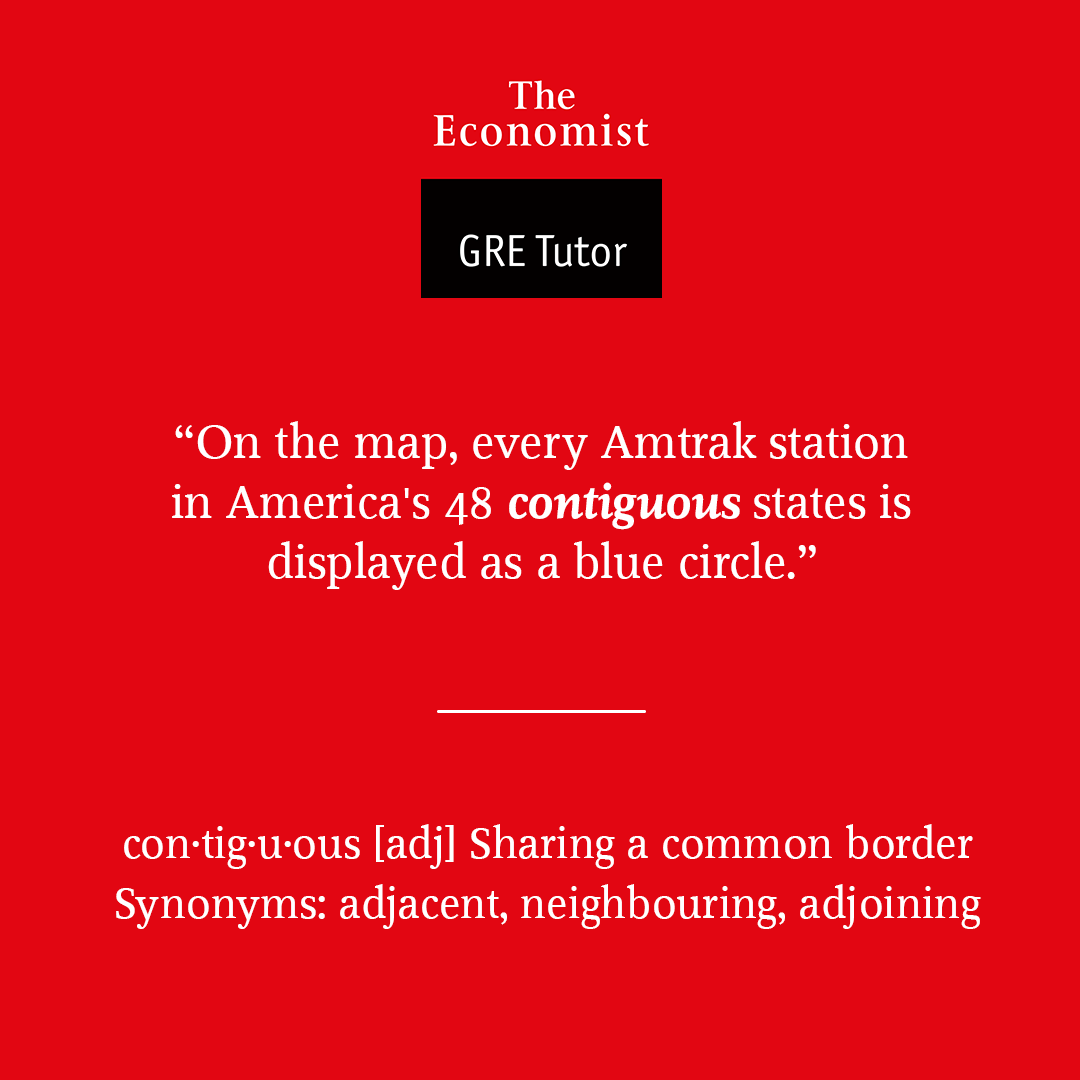 The
Economist
GRE Tutor
“On the map, every Amtrak station
in America's 48 contiguous states is
displayed as a blue circle.”
con·tig·u·ous [adj] Sharing a common border
Synonyms: adjacent, neighbouring, adjoining